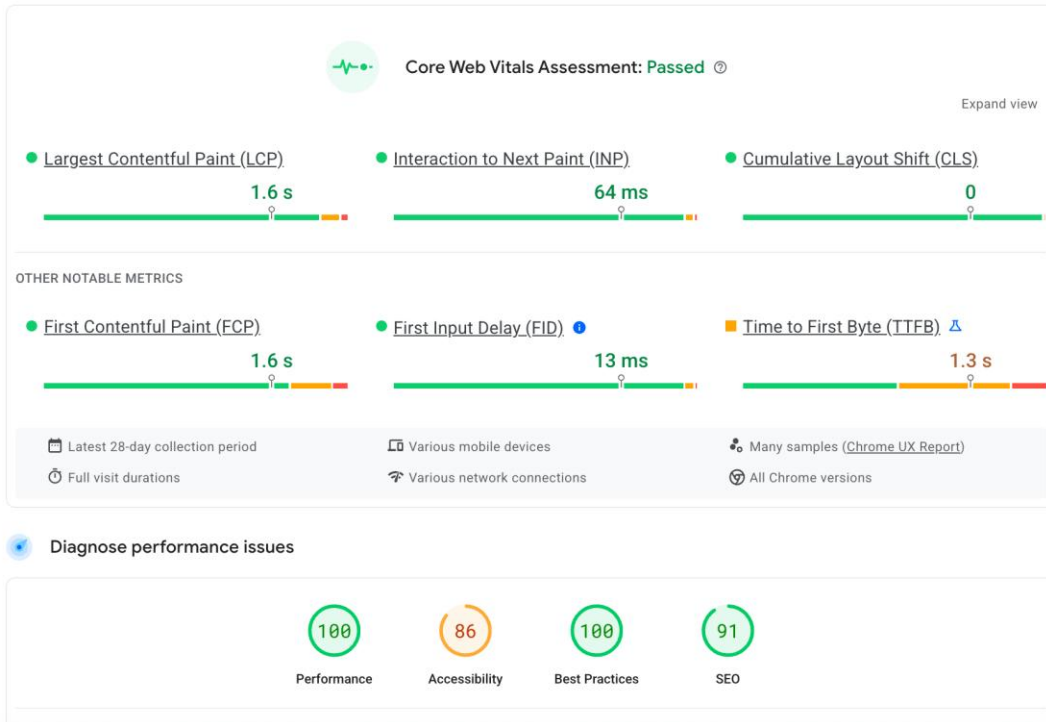 Core Web Vitals Assessment: Passed
Expand view
Largest Contentful Paint (LCP)
1.6 s
Interaction to Next Paint (INP)
64 ms
Cumulative Layout Shift (CLS)
0
OTHER NOTABLE METRICS
First Contentful Paint (FCP)
1.6 s
First Input Delay (FID)
13 ms
Time to First Byte (TTFB)
1.3 s
Latest 28-day collection period
Various mobile devices
Many samples (Chrome UX Report)
Full visit durations
Various network connections
All Chrome versions
Diagnose performance issues
100
Performance
86
Accessibility
100
Best Practices
91
SEO